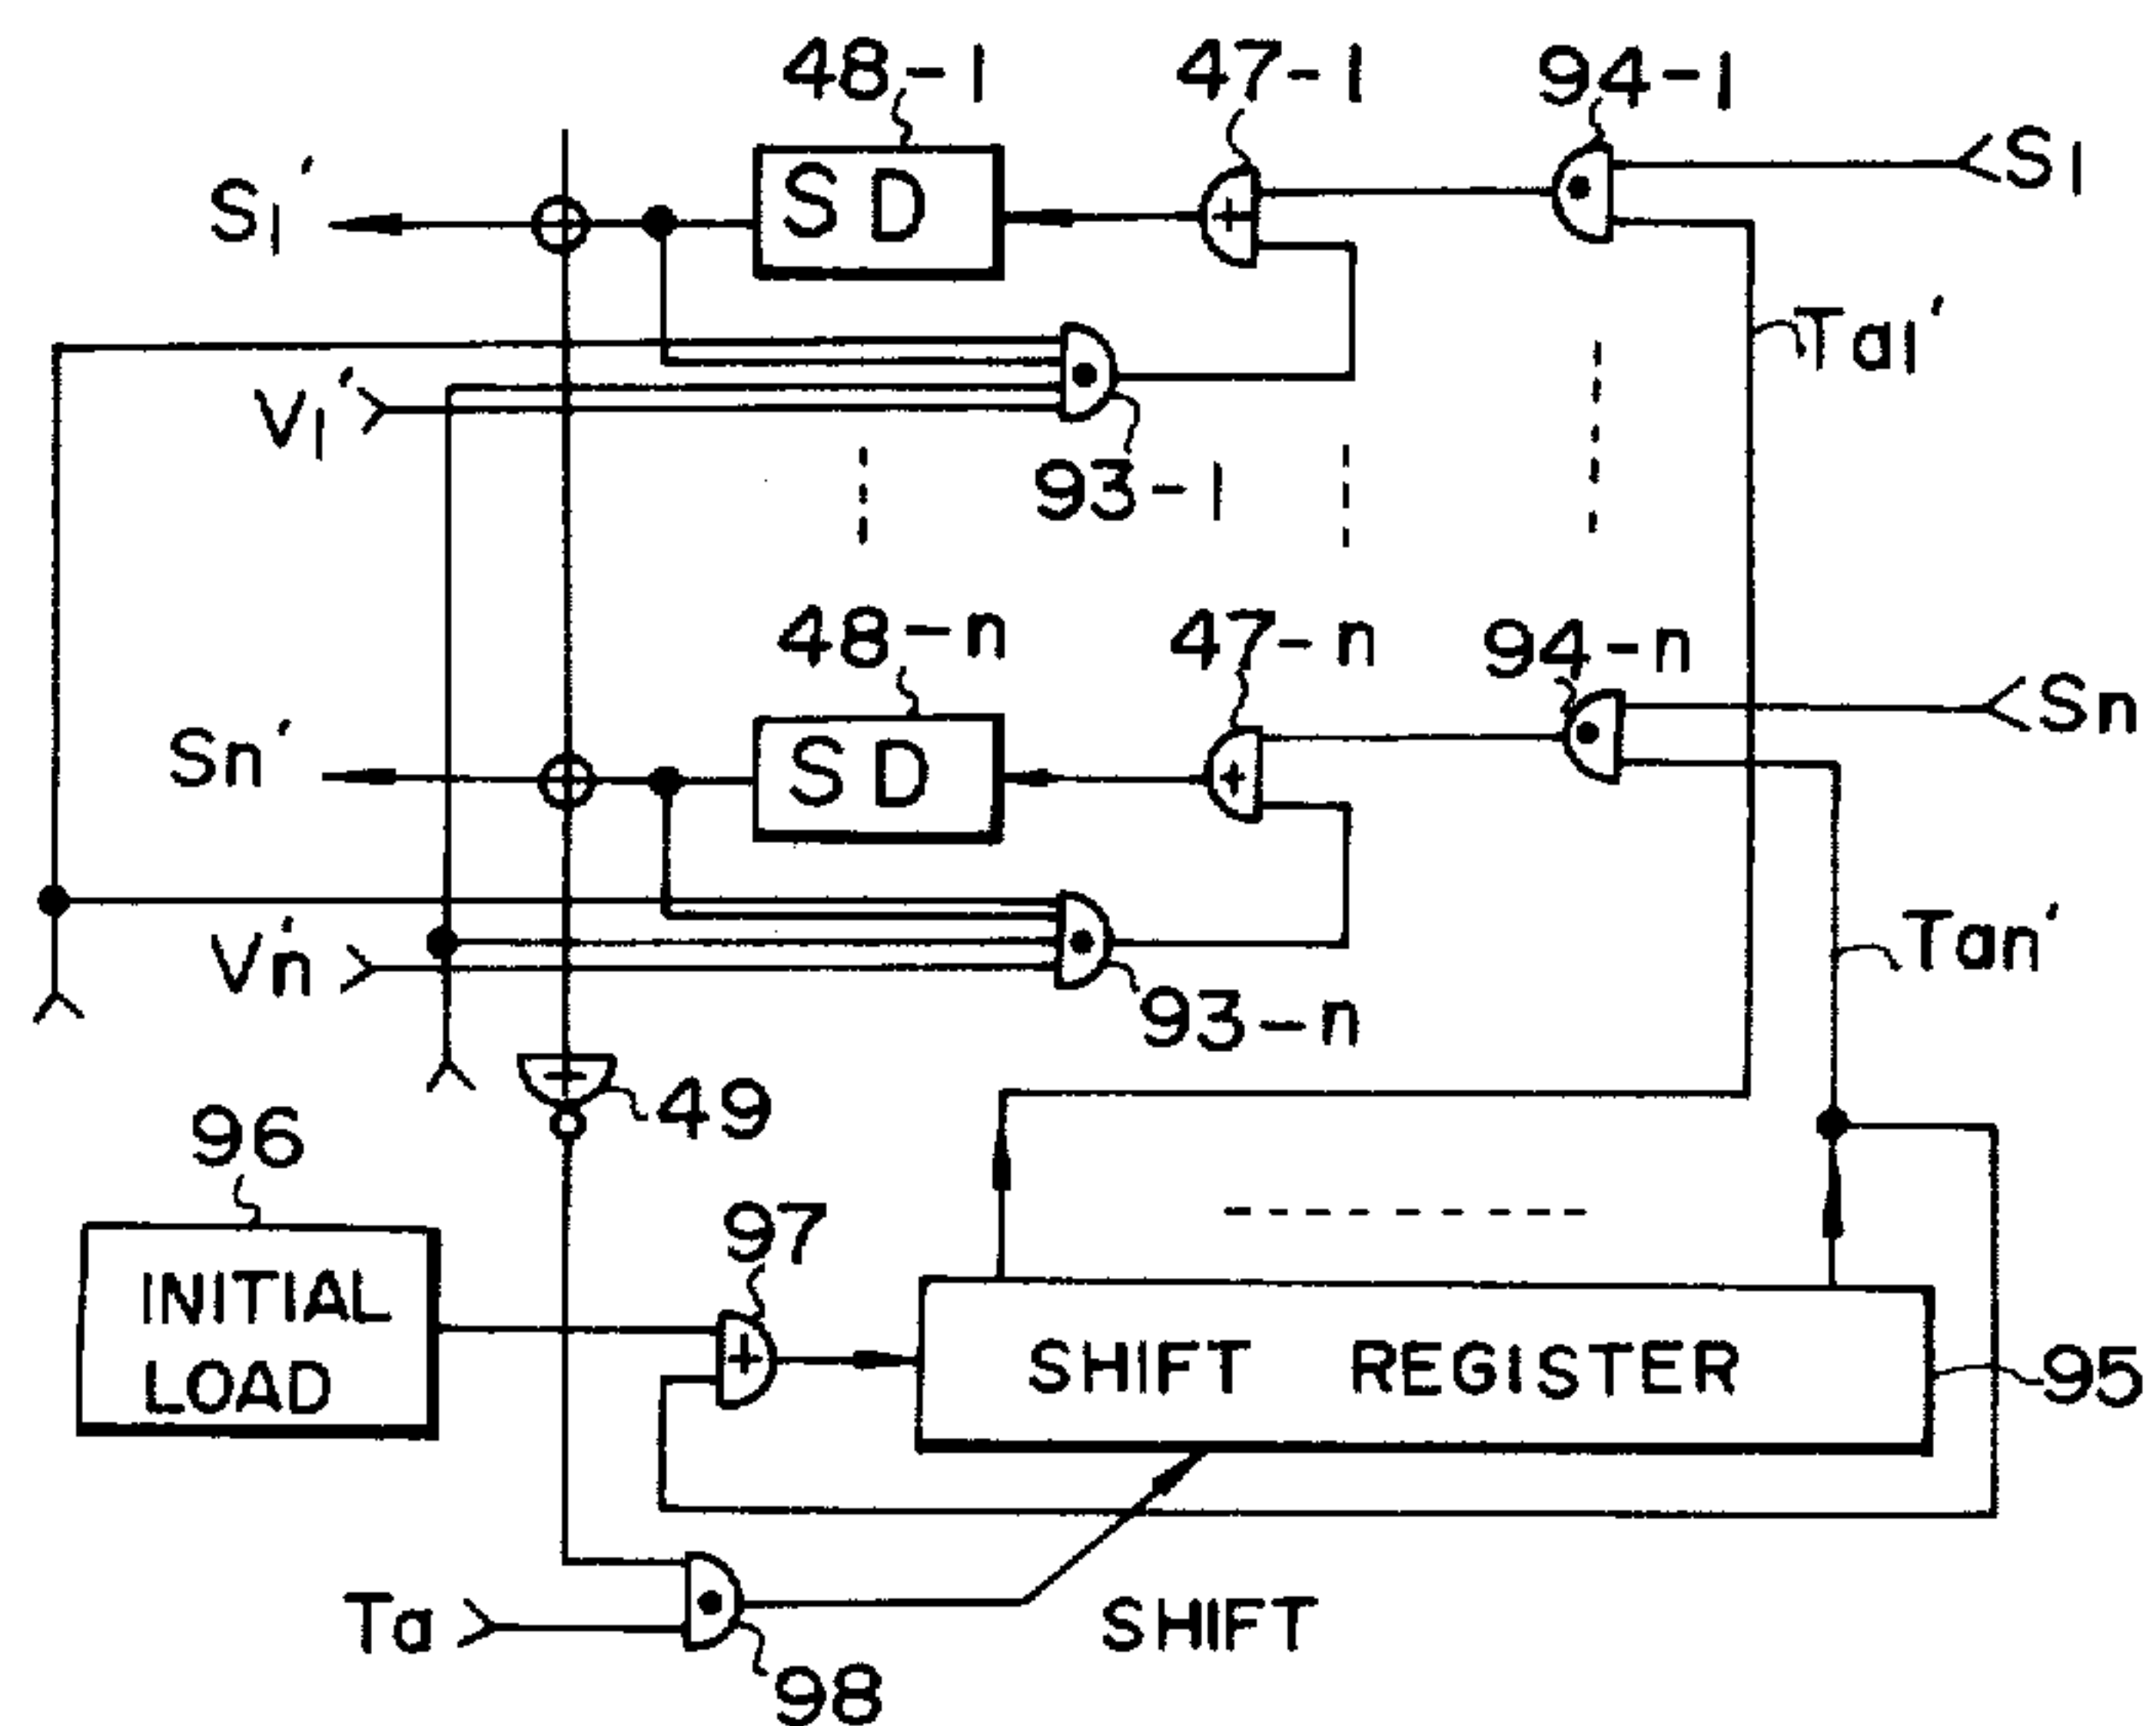 48-1 47-1 94-1
S1' SD S1
Ta1'
V1'
93-1
48-n 47-n 94-n
Sn' SD Sn
Vn' Tan'
93-n
49
96
97
INITIAL
LOAD
SHIFT REGISTER 95
Ta SHIFT
98